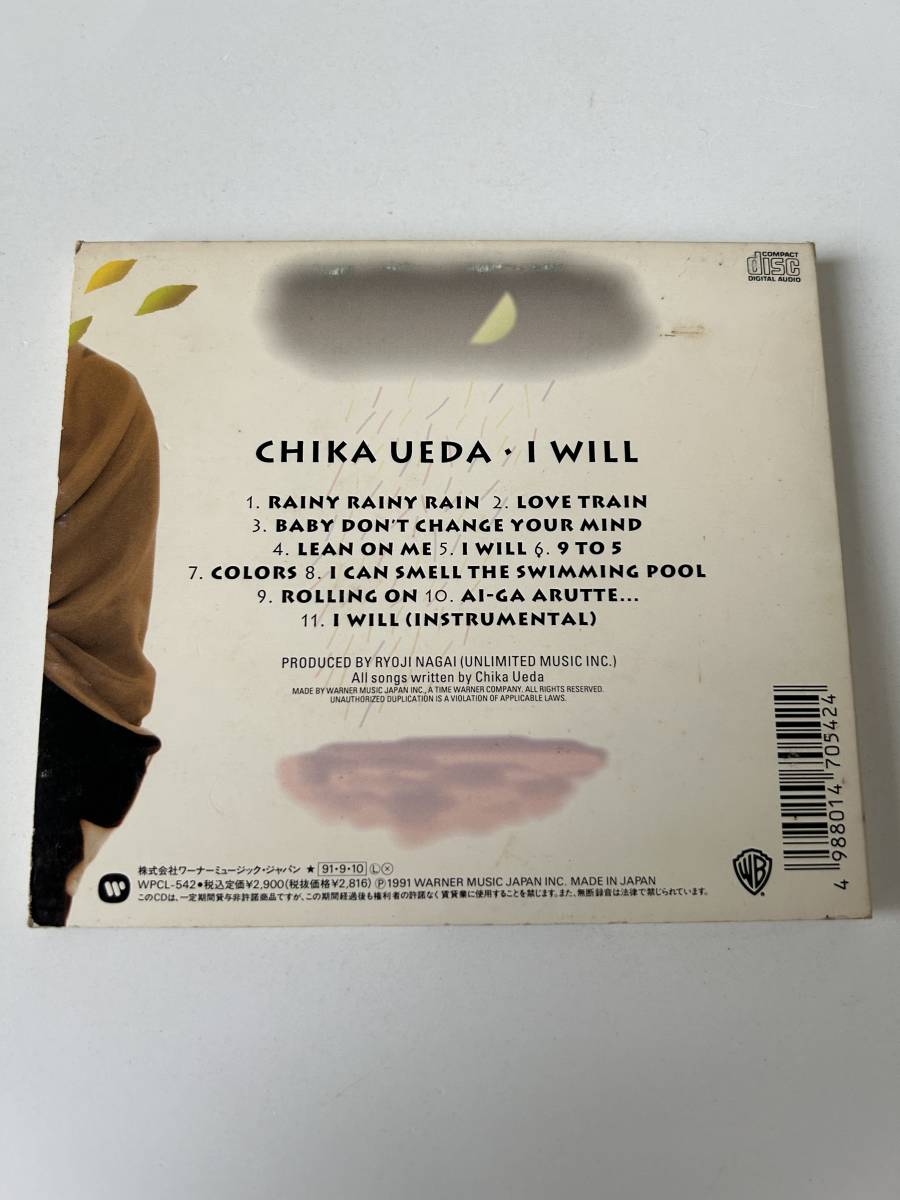 COMPACT
disc
DIGITAL AUDIO
CHIKA UEDA · I WILL
1. RAINY RAINY RAIN 2. LOVE TRAIN
3. BABY DON'T CHANGE YOUR MIND
4. LEAN ON ME 5. I WILL 6. 9 TO 5
7. COLORS 8. I CAN SMELL THE SWIMMING POOL
9. ROLLING ON 10. AI-GA ARUTTE...
11. I WILL (INSTRUMENTAL)
PRODUCED BY RYOJI NAGAI (UNLIMITED MUSIC INC.)
All songs written by Chika Ueda
MADE BY WARNER MUSIC JAPAN INC., A TIME WARNER COMPANY. ALL RIGHTS RESERVED.
UNAUTHORIZED DUPLICATION IS A VIOLATION OF APPLICABLE LAWS.
4 988014 705424
株式会社ワーナーミュージック・ジャパン ★ 91・9・10 Ⓛ ⓧ
WPCL-542●税込定価¥2,900(税抜価格¥2,816) ℗1991 WARNER MUSIC JAPAN INC. MADE IN JAPAN
このCDは、一定期間貸与非許諾商品ですが、この期間経過後も権利者の許諾なく賃貸業に使用することを禁じます。また、無断録音は法律で禁じられています。
WB